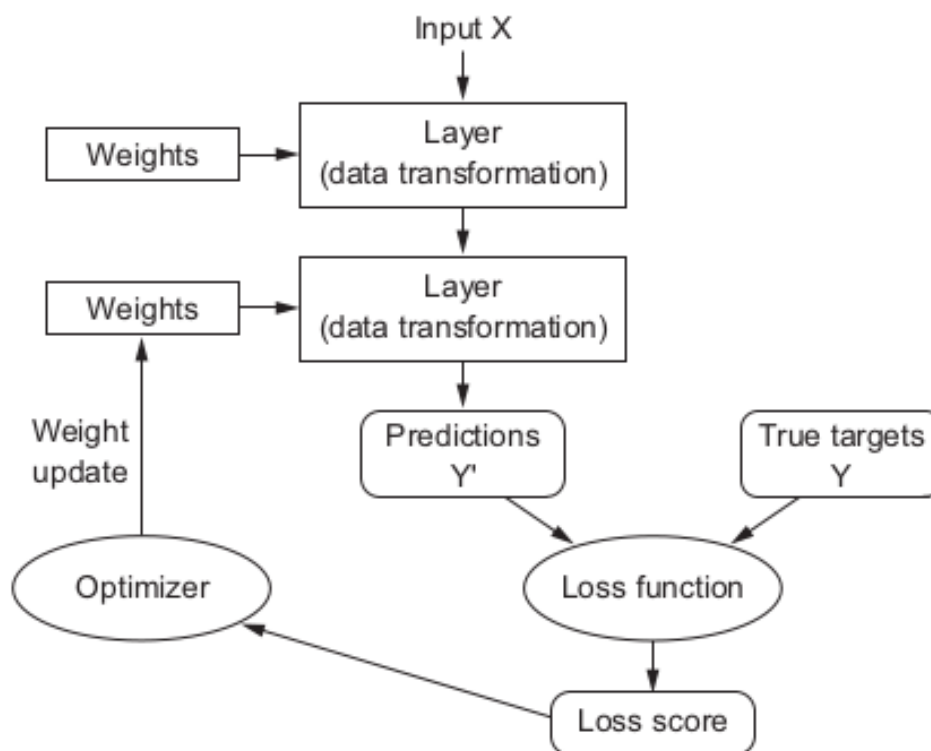 Input X
Weights
Layer
(data transformation)
Weights
Layer
(data transformation)
Weight
update
Predictions
Y'
True targets
Y
Optimizer
Loss function
Loss score